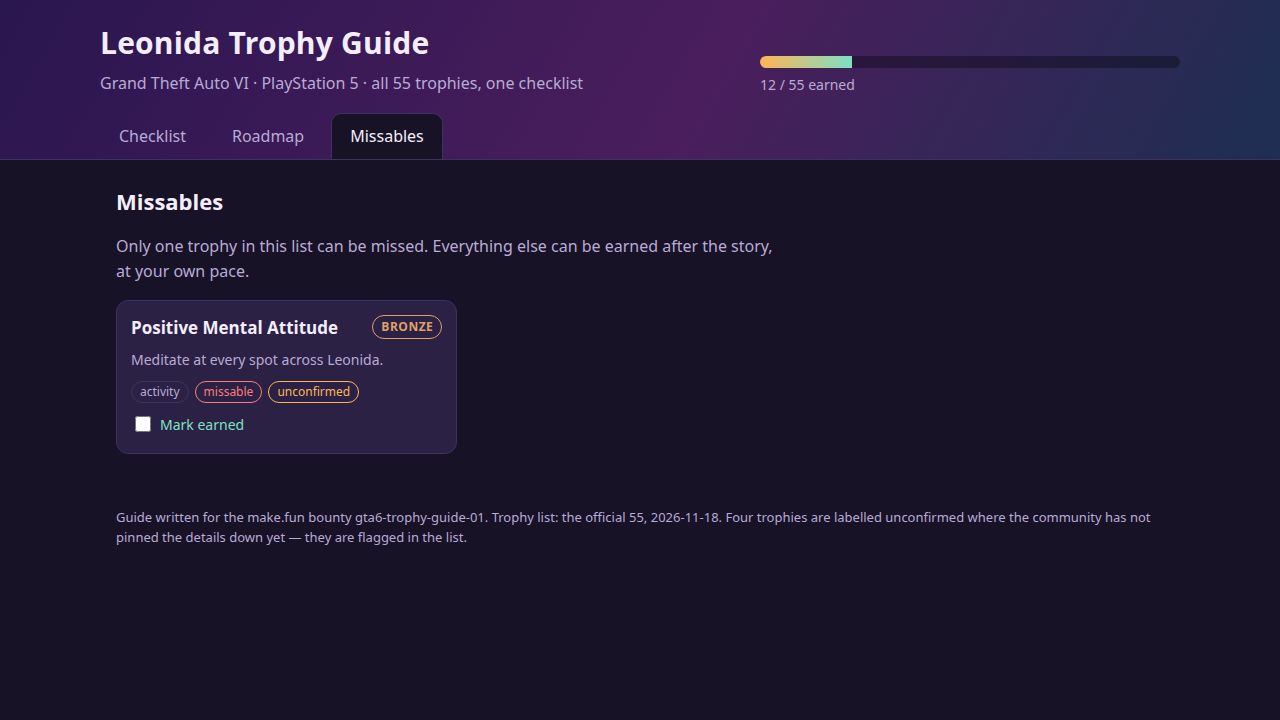 Leonida Trophy Guide
Grand Theft Auto VI · PlayStation 5 · all 55 trophies, one checklist
12 / 55 earned
Checklist
Roadmap
Missables
Missables
Only one trophy in this list can be missed. Everything else can be earned after the story,
at your own pace.
Positive Mental Attitude
BRONZE
Meditate at every spot across Leonida.
activity
missable
unconfirmed
Mark earned
Guide written for the make.fun bounty gta6-trophy-guide-01. Trophy list: the official 55, 2026-11-18. Four trophies are labelled unconfirmed where the community has not
pinned the details down yet — they are flagged in the list.